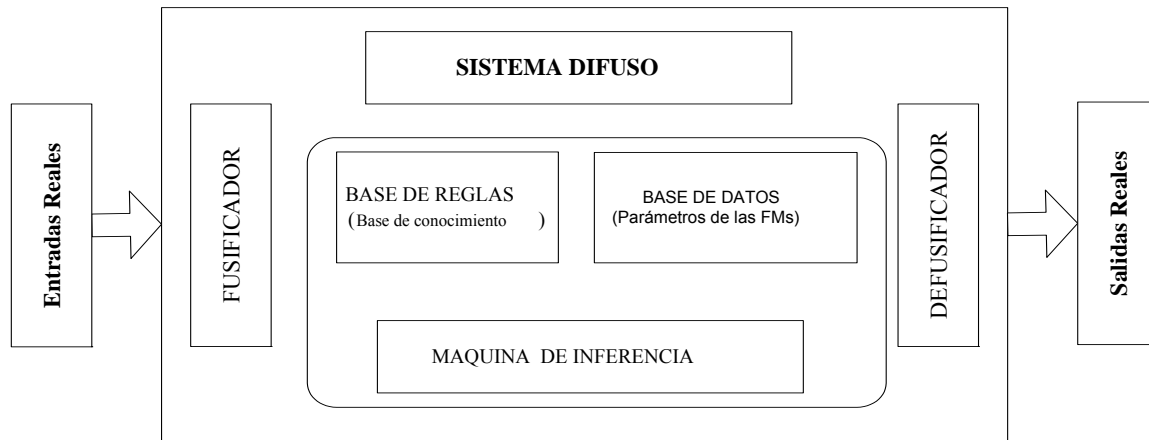 SISTEMA DIFUSO
Entradas Reales
FUSIFICADOR
BASE DE REGLAS
(Base de conocimiento )
BASE DE DATOS
(Parámetros de las FMs)
MAQUINA DE INFERENCIA
DEFUSIFICADOR
Salidas Reales